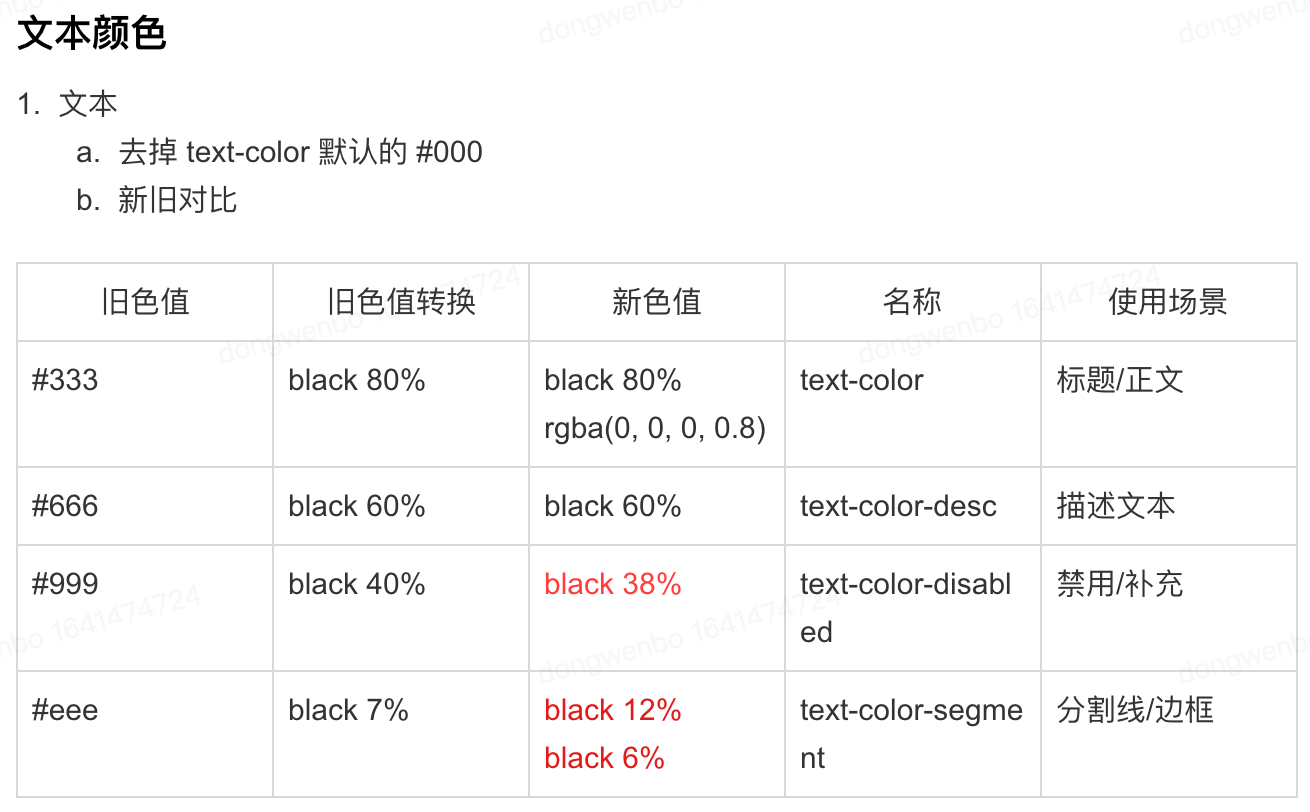 文本颜色
1. 文本
a. 去掉 text-color 默认的 #000
b. 新旧对比
旧色值 旧色值转换 新色值 名称 使用场景
#333 black 80% black 80% text-color 标题/正文
rgba(0, 0, 0, 0.8)
#666 black 60% black 60% text-color-desc 描述文本
#999 black 40% black 38% text-color-disabl 禁用/补充
ed
#eee black 7% black 12% text-color-segme 分割线/边框
black 6% nt
dongwenbo 1641474724